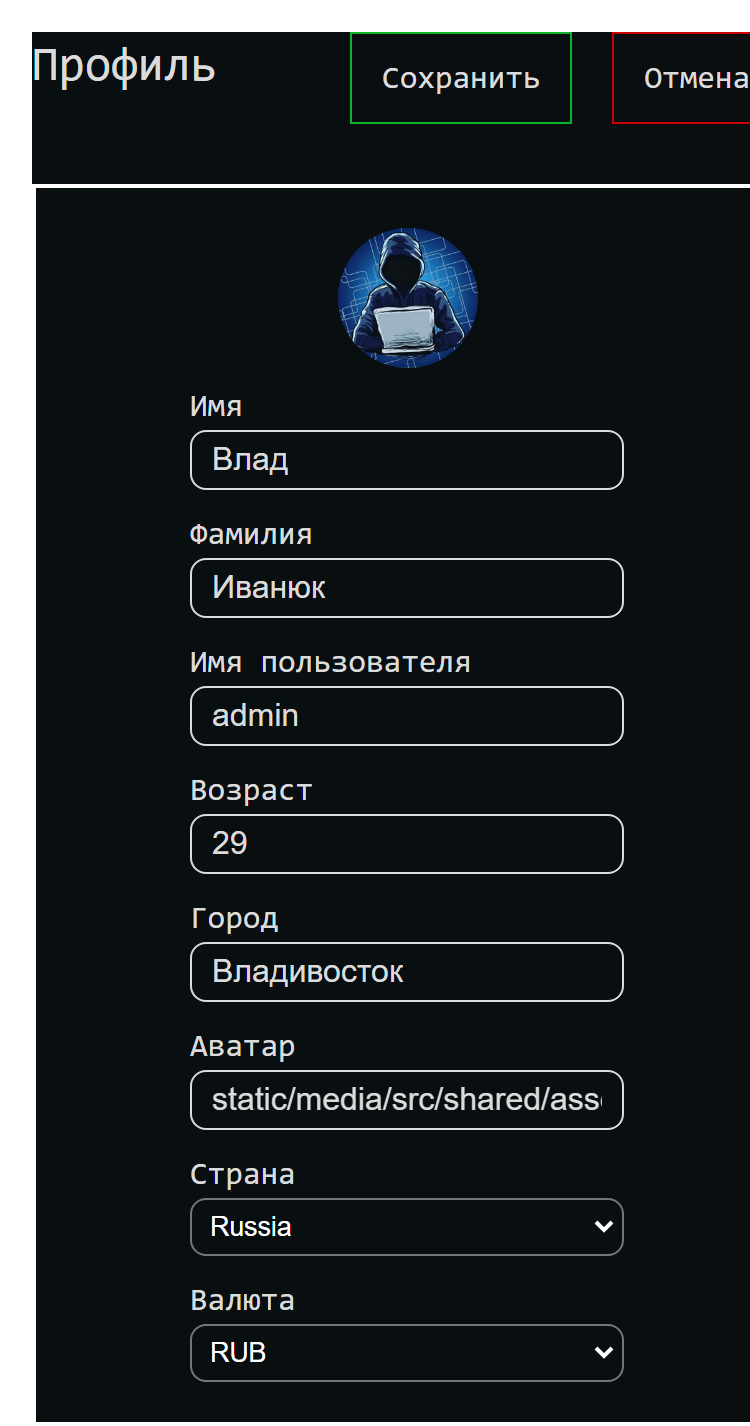 Профиль
Сохранить
Отмена
Имя
Влад
Фамилия
Иванюк
Имя пользователя
admin
Возраст
29
Город
Владивосток
Аватар
static/media/src/shared/ass
Страна
Russia
Валюта
RUB